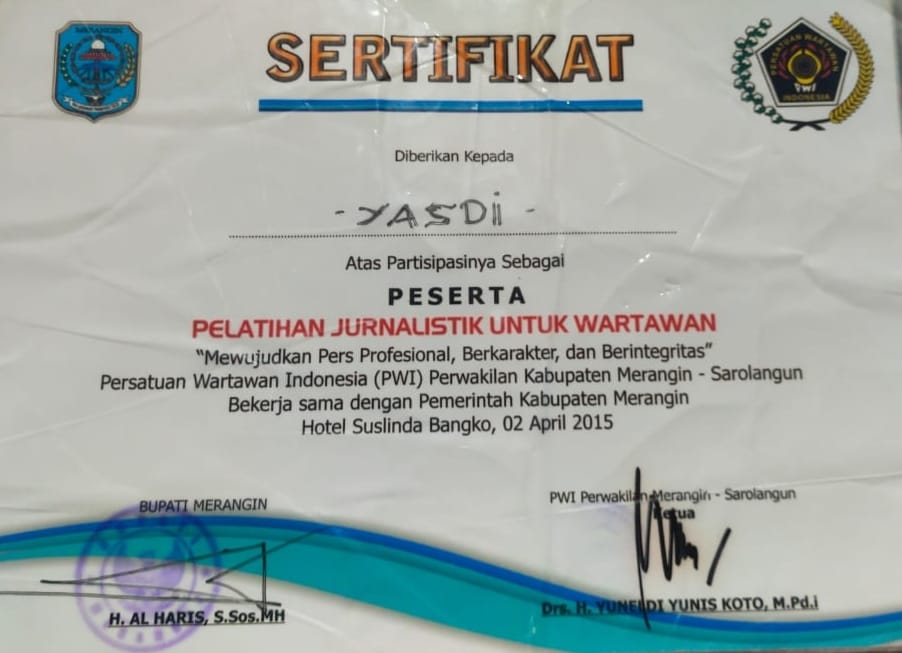 MERANGIN
PERSATUAN WARTAWAN
PWI
INDONESIA
SERTIFIKAT
Diberikan Kepada
- YASDi -
Atas Partisipasinya Sebagai
PESERTA
PELATIHAN JURNALISTIK UNTUK WARTAWAN
"Mewujudkan Pers Profesional, Berkarakter, dan Berintegritas"
Persatuan Wartawan Indonesia (PWI) Perwakilan Kabupaten Merangin - Sarolangun
Bekerja sama dengan Pemerintah Kabupaten Merangin
Hotel Suslinda Bangko, 02 April 2015
BUPATI MERANGIN
H. AL HARIS, S.Sos.MH
PWI Perwakilan Merangin - Sarolangun
Ketua
Drs. H. YUNELDI YUNIS KOTO, M.Pd.i